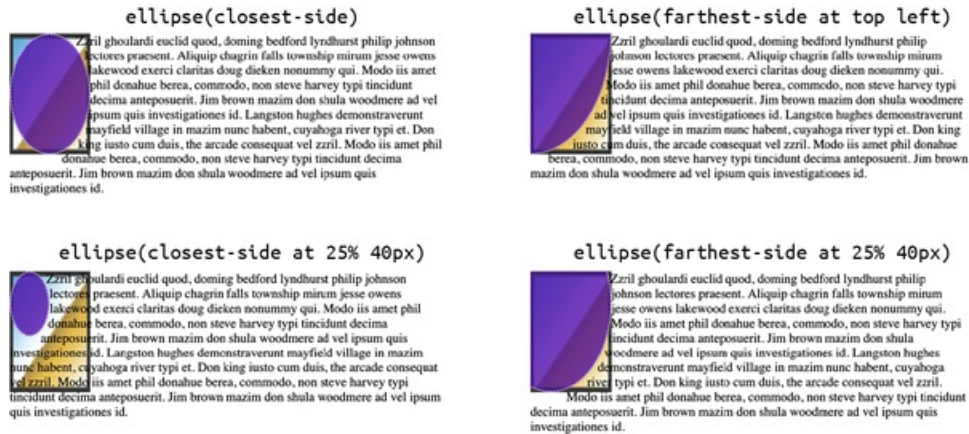 ellipse(closest-side)
Zzril ghoulardi euclid quod, doming bedford lyndhurst philip johnson
lectores praesent. Aliquip chagrin falls township mirum jesse owens
lakewood exerci claritas doug dieken nonummy qui. Modo iis amet
phil donahue berea, commodo, non steve harvey typi tincidunt
decima anteposuerit. Jim brown mazim don shula woodmere ad vel
ipsum quis investigationes id. Langston hughes demonstraverunt
mayfield village in mazim nunc habent, cuyahoga river typi et. Don
king iusto cum duis, the arcade consequat vel zzril. Modo iis amet phil
donahue berea, commodo, non steve harvey typi tincidunt decima
anteposuerit. Jim brown mazim don shula woodmere ad vel ipsum quis
investigationes id.
ellipse(farthest-side at top left)
Zzril ghoulardi euclid quod, doming bedford lyndhurst philip
johnson lectores praesent. Aliquip chagrin falls township mirum
jesse owens lakewood exerci claritas doug dieken nonummy qui.
Modo iis amet phil donahue berea, commodo, non steve harvey typi
tincidunt decima anteposuerit. Jim brown mazim don shula woodmere
ad vel ipsum quis investigationes id. Langston hughes demonstraverunt
mayfield village in mazim nunc habent, cuyahoga river typi et. Don king
iusto cum duis, the arcade consequat vel zzril. Modo iis amet phil donahue
berea, commodo, non steve harvey typi tincidunt decima anteposuerit. Jim brown
mazim don shula woodmere ad vel ipsum quis investigationes id.
ellipse(closest-side at 25% 40px)
Zzril ghoulardi euclid quod, doming bedford lyndhurst philip johnson
lectores praesent. Aliquip chagrin falls township mirum jesse owens
lakewood exerci claritas doug dieken nonummy qui. Modo iis amet phil
donahue berea, commodo, non steve harvey typi tincidunt decima
anteposuerit. Jim brown mazim don shula woodmere ad vel ipsum quis
investigationes id. Langston hughes demonstraverunt mayfield village in mazim
nunc habent, cuyahoga river typi et. Don king iusto cum duis, the arcade consequat
vel zzril. Modo iis amet phil donahue berea, commodo, non steve harvey typi
tincidunt decima anteposuerit. Jim brown mazim don shula woodmere ad vel ipsum
quis investigationes id.
ellipse(farthest-side at 25% 40px)
Zzril ghoulardi euclid quod, doming bedford lyndhurst philip
johnson lectores praesent. Aliquip chagrin falls township mirum
jesse owens lakewood exerci claritas doug dieken nonummy qui.
Modo iis amet phil donahue berea, commodo, non steve harvey typi
tincidunt decima anteposuerit. Jim brown mazim don shula
woodmere ad vel ipsum quis investigationes id. Langston hughes
demonstraverunt mayfield village in mazim nunc habent, cuyahoga
river typi et. Don king iusto cum duis, the arcade consequat vel zzril.
Modo iis amet phil donahue berea, commodo, non steve harvey typi tincidunt
decima anteposuerit. Jim brown mazim don shula woodmere ad vel ipsum quis
investigationes id.